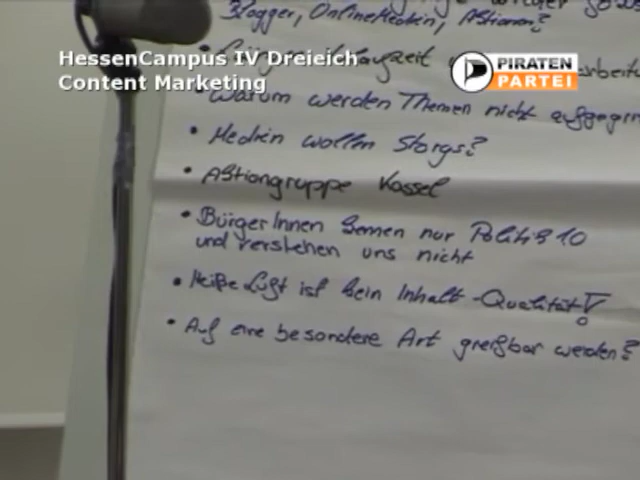 Blogger, OnlineMedien, Aktionen?
HessenCampus IV Dreieich
Content Marketing
PIRATEN
PARTEI
• Warum werden Themen nicht
• Medien wollen Storys?
• Aktiongruppe Kassel
• BürgerInnen kennen nur Politik 1.0
und verstehen uns nicht
• Heiße Luft ist kein Inhalt - Qualität!
• Auf eine besondere Art greifbar werden?